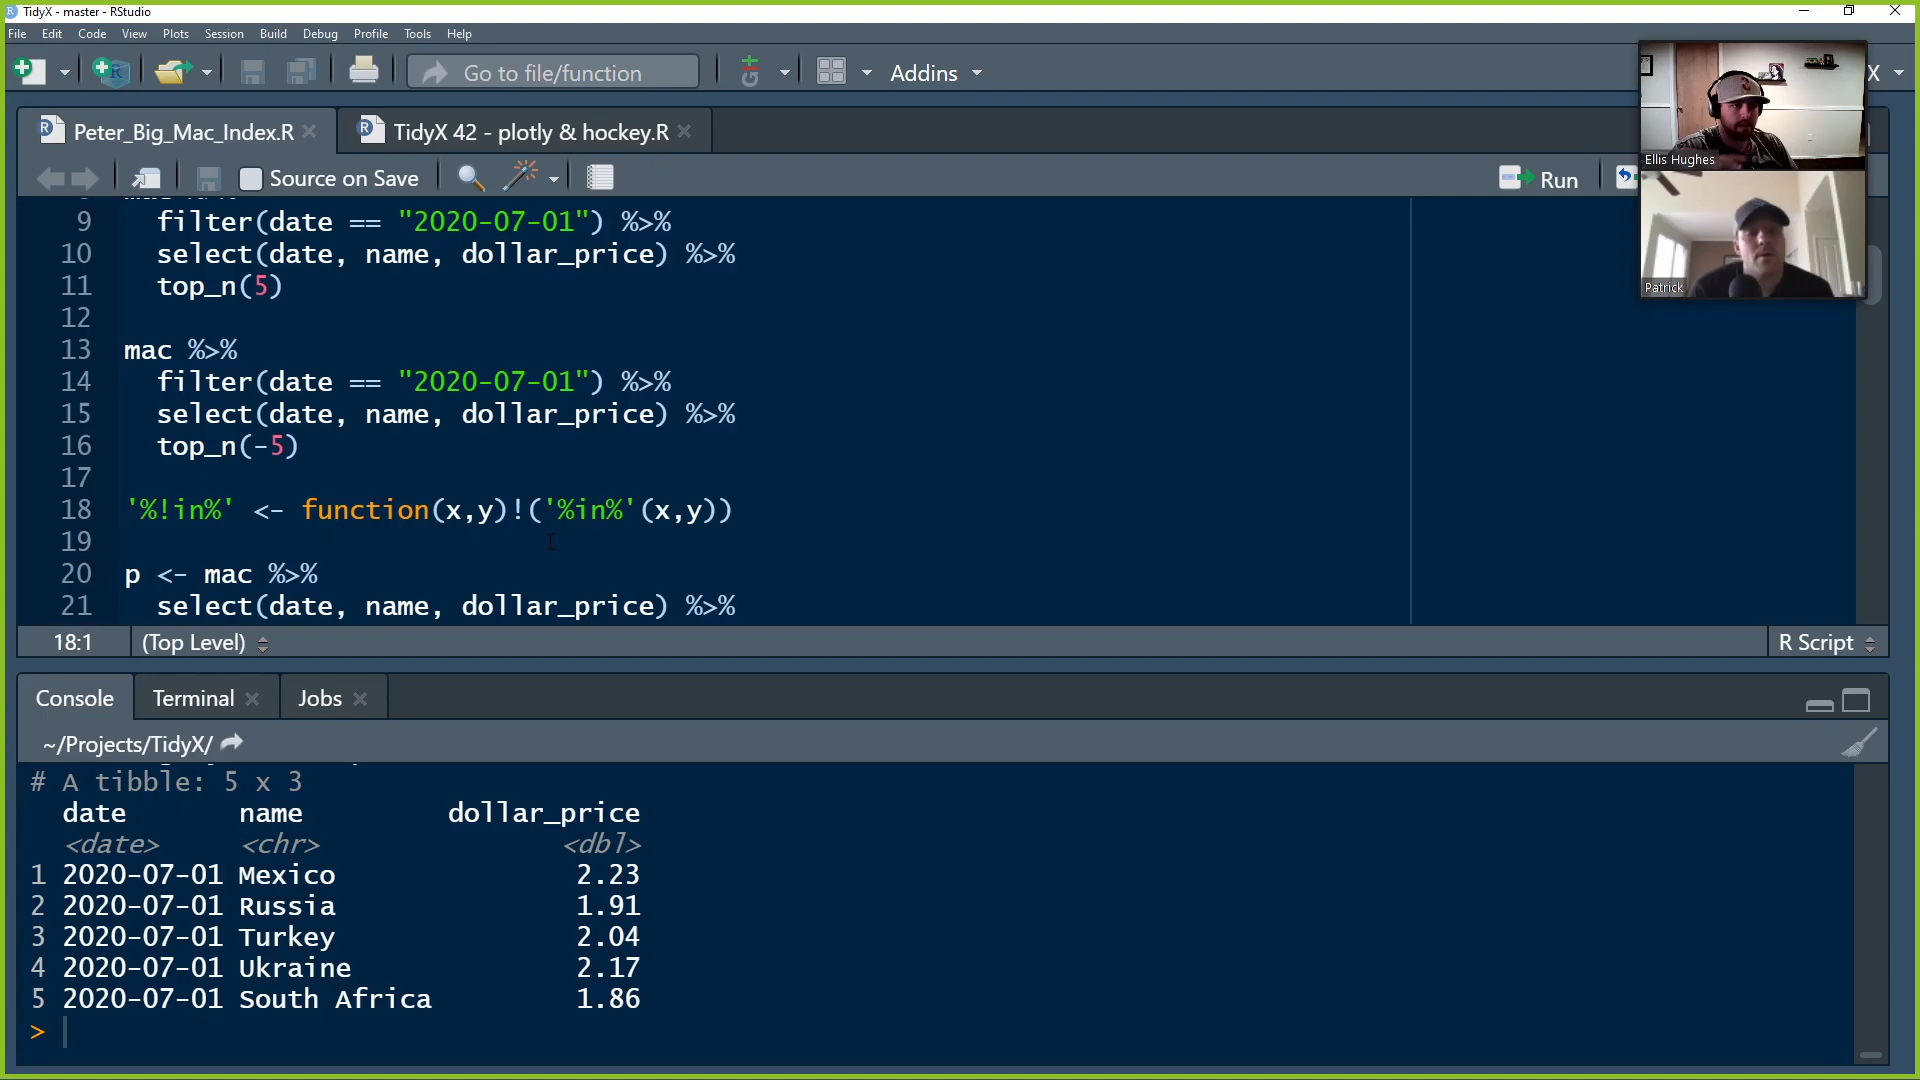 TidyX - master - RStudio
File Edit Code View Plots Session Build Debug Profile Tools Help
Go to file/function
Addins
X
Peter_Big_Mac_Index.R
TidyX 42 - plotly & hockey.R
Source on Save
Run
9 filter(date == "2020-07-01") %>%
10 select(date, name, dollar_price) %>%
11 top_n(5)
12
13 mac %>%
14 filter(date == "2020-07-01") %>%
15 select(date, name, dollar_price) %>%
16 top_n(-5)
17
18 '%!in%' <- function(x,y)!('%in%'(x,y))
19
20 p <- mac %>%
21 select(date, name, dollar_price) %>%
18:1 (Top Level) R Script
Ellis Hughes
Patrick
Console Terminal Jobs
~/Projects/TidyX/
# A tibble: 5 x 3
date name dollar_price
<date> <chr> <dbl>
1 2020-07-01 Mexico 2.23
2 2020-07-01 Russia 1.91
3 2020-07-01 Turkey 2.04
4 2020-07-01 Ukraine 2.17
5 2020-07-01 South Africa 1.86
>